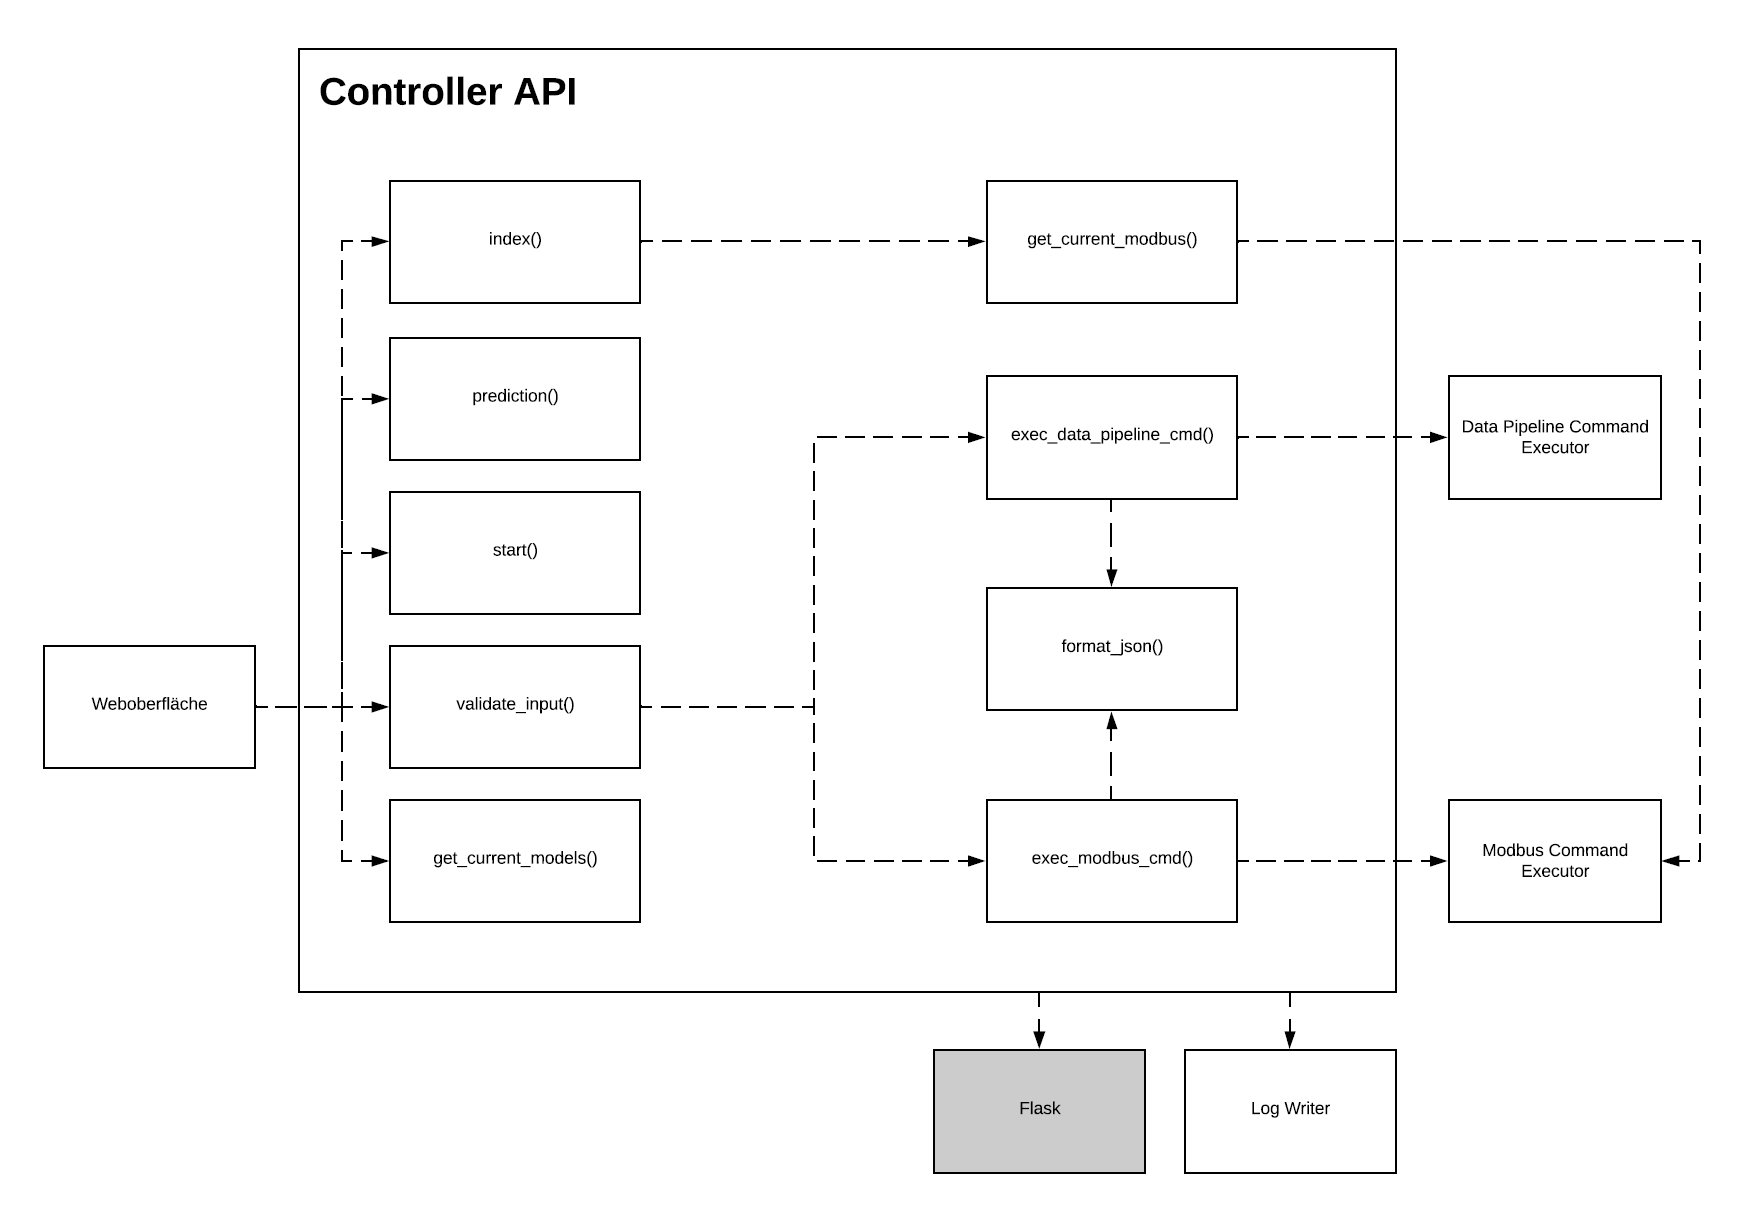 Controller API
index()
get_current_modbus()
prediction()
exec_data_pipeline_cmd()
Data Pipeline Command
Executor
start()
format_json()
Weboberfläche
validate_input()
get_current_models()
exec_modbus_cmd()
Modbus Command
Executor
Flask
Log Writer